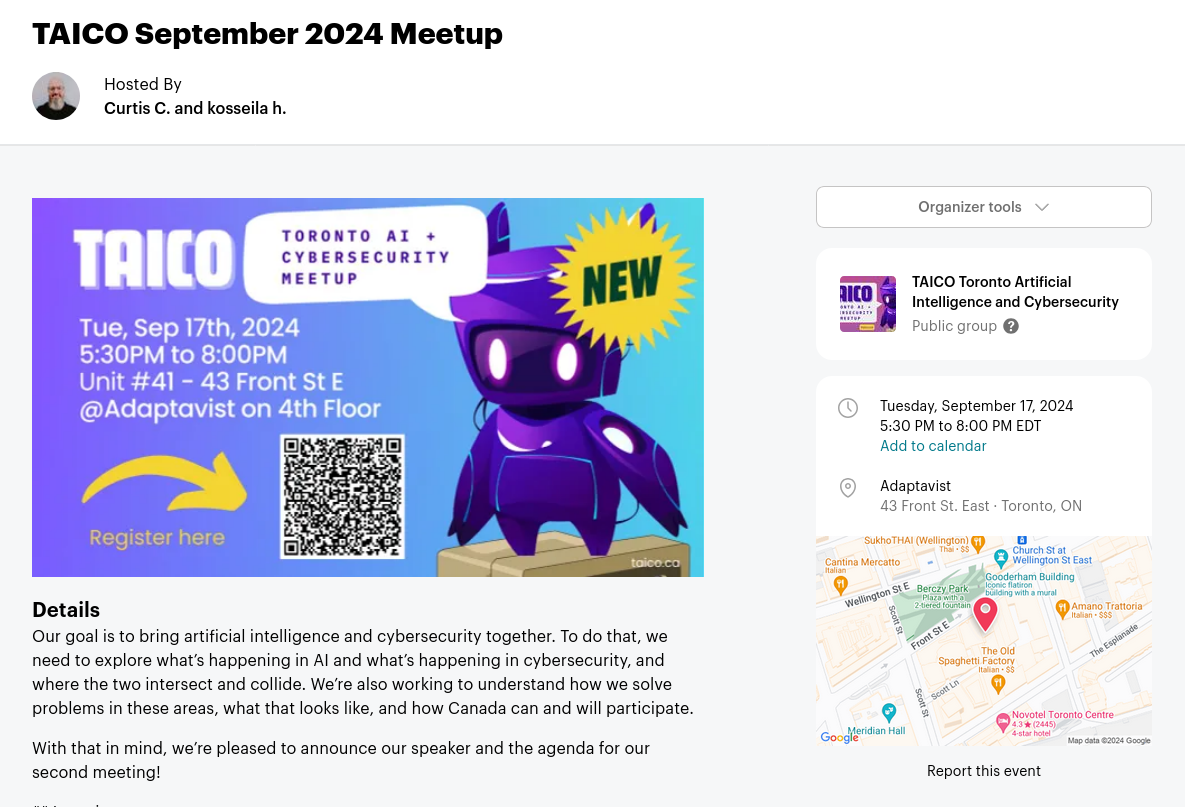 TAICO September 2024 Meetup
Hosted By
Curtis C. and kosseila h.
TAICO
TORONTO AI +
CYBERSECURITY
MEETUP
NEW
Tue, Sep 17th, 2024
5:30PM to 8:00PM
Unit #41 - 43 Front St E
@Adaptavist on 4th Floor
Register here
taico.ca
Details
Our goal is to bring artificial intelligence and cybersecurity together. To do that, we
need to explore what’s happening in AI and what’s happening in cybersecurity, and
where the two intersect and collide. We’re also working to understand how we solve
problems in these areas, what that looks like, and how Canada can and will participate.
With that in mind, we’re pleased to announce our speaker and the agenda for our
second meeting!
Organizer tools
TAICO Toronto Artificial
Intelligence and Cybersecurity
Public group
Tuesday, September 17, 2024
5:30 PM to 8:00 PM EDT
Add to calendar
Adaptavist
43 Front St. East · Toronto, ON
SukhoTHAI (Wellington)
Thai · $$
Church St at
Wellington St East
Cantina Mercatto
Italian
Gooderham Building
Iconic flatiron
building with a mural
Wellington St E
Berczy Park
Plaza with a
2-tiered fountain
Amano Trattoria
Italian · $$$
Scott St
Front St E
The Esplanade
The Old
Spaghetti Factory
Italian · $$
Scott Ln
Scott St
Novotel Toronto Centre
4.3★(2445)
4-star hotel
Meridian Hall
Google
Map data ©2024 Google
Report this event